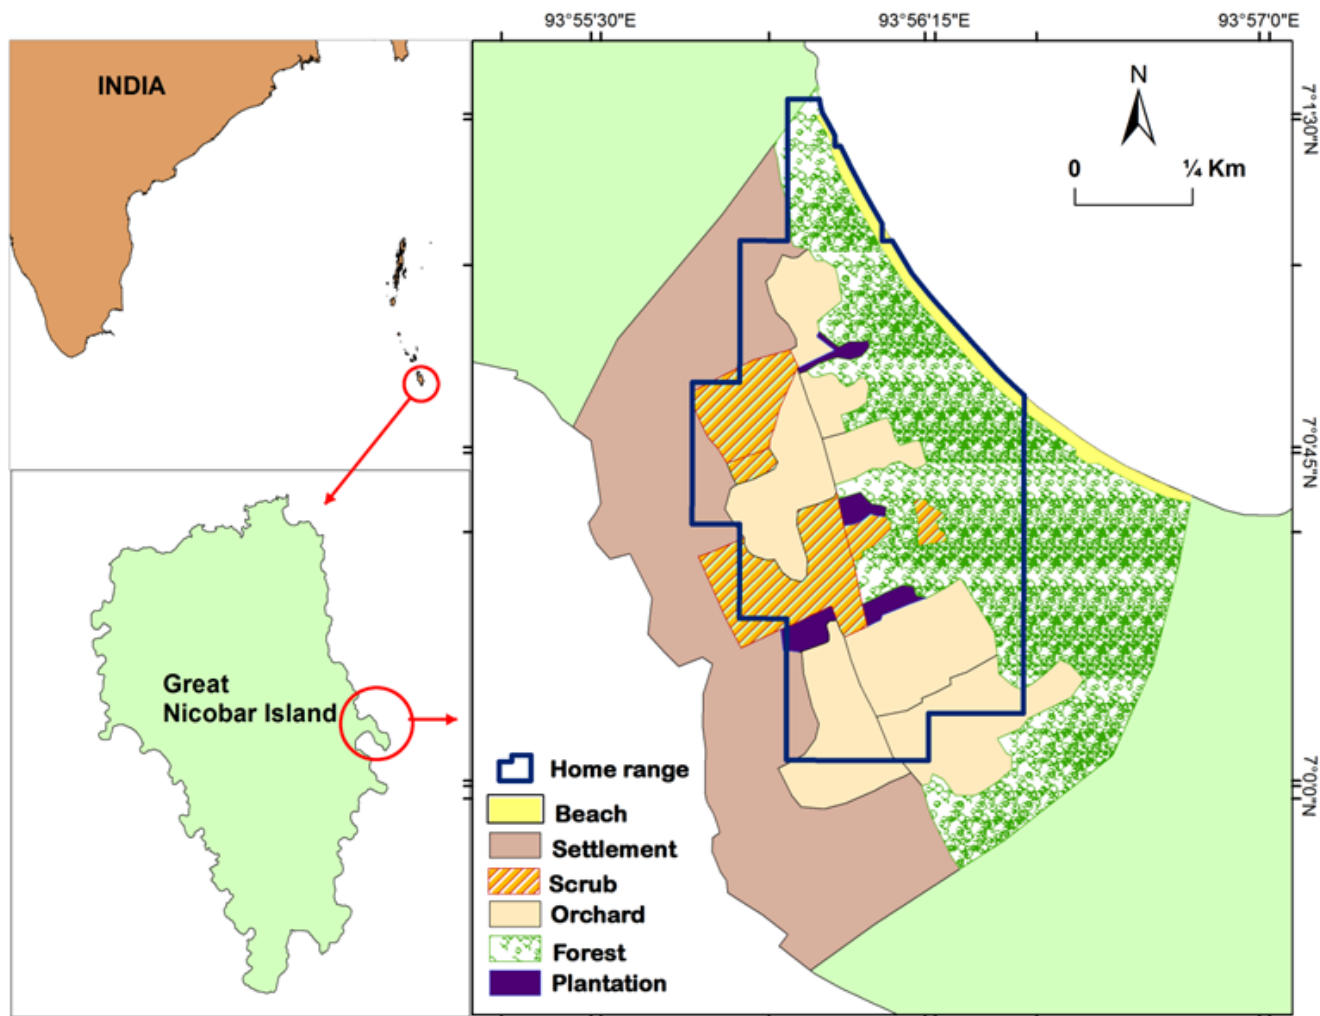 93°55'30"E
93°56'15"E
93°57'0"E
INDIA
N
0 ¼ Km
7°1'30"N
7°0'45"N
7°0'0"N
Great
Nicobar Island
Home range
Beach
Settlement
Scrub
Orchard
Forest
Plantation